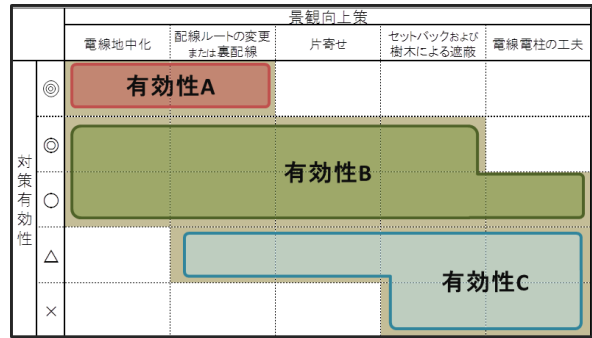 景観向上策
電線地中化
配線ルートの変更
または裏配線
片寄せ
セットバックおよび
樹木による遮蔽
電線電柱の工夫
対策有効性
◎
有効性A
◎
有効性B
○
△
有効性C
×